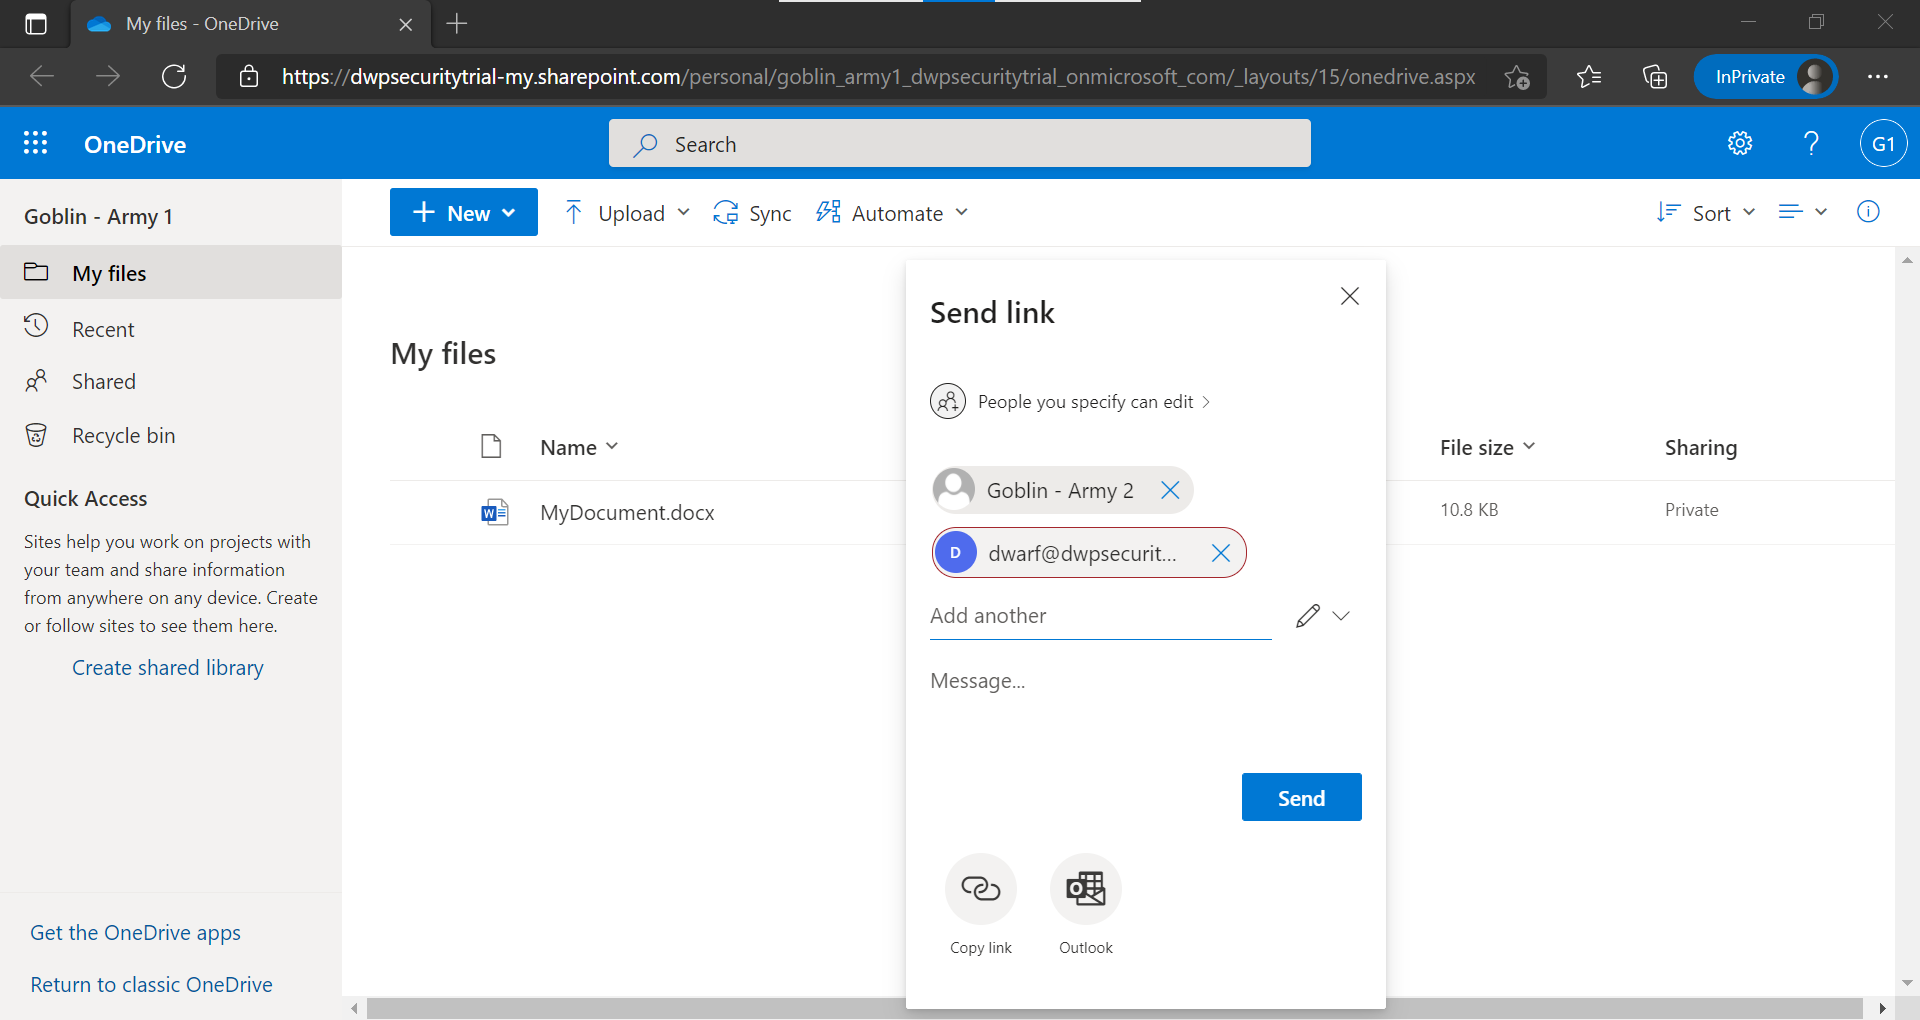 My files - OneDrive
https://dwpsecuritytrial-my.sharepoint.com/personal/goblin_army1_dwpsecuritytrial_onmicrosoft_com/_layouts/15/onedrive.aspx
InPrivate
OneDrive
Search
?
G1
Goblin - Army 1
My files
Recent
Shared
Recycle bin
Quick Access
Sites help you work on projects with
your team and share information
from anywhere on any device. Create
or follow sites to see them here.
Create shared library
Get the OneDrive apps
Return to classic OneDrive
New
Upload
Sync
Automate
Sort
My files
Name
File size
Sharing
W
MyDocument.docx
10.8 KB
Private
Send link
People you specify can edit
Goblin - Army 2
D
dwarf@dwpsecurit...
Add another
Message...
Send
Copy link
Outlook